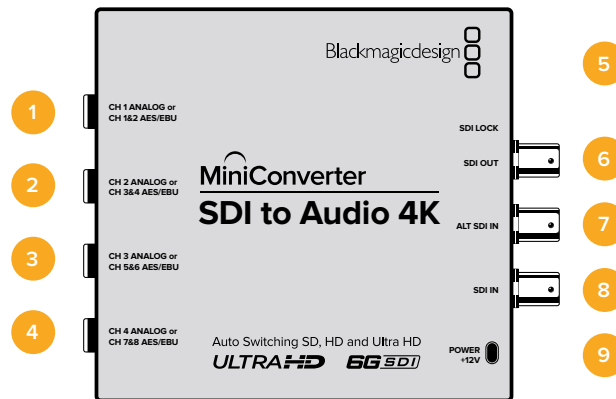 Blackmagicdesign
1
CH 1 ANALOG or
CH 1&2 AES/EBU
2
CH 2 ANALOG or
CH 3&4 AES/EBU
3
CH 3 ANALOG or
CH 5&6 AES/EBU
4
CH 4 ANALOG or
CH 7&8 AES/EBU
MiniConverter
SDI to Audio 4K
Auto Switching SD, HD and Ultra HD
ULTRA HD 6G SDI
5
SDI LOCK
SDI OUT
6
ALT SDI IN
7
SDI IN
8
POWER
+12V
9